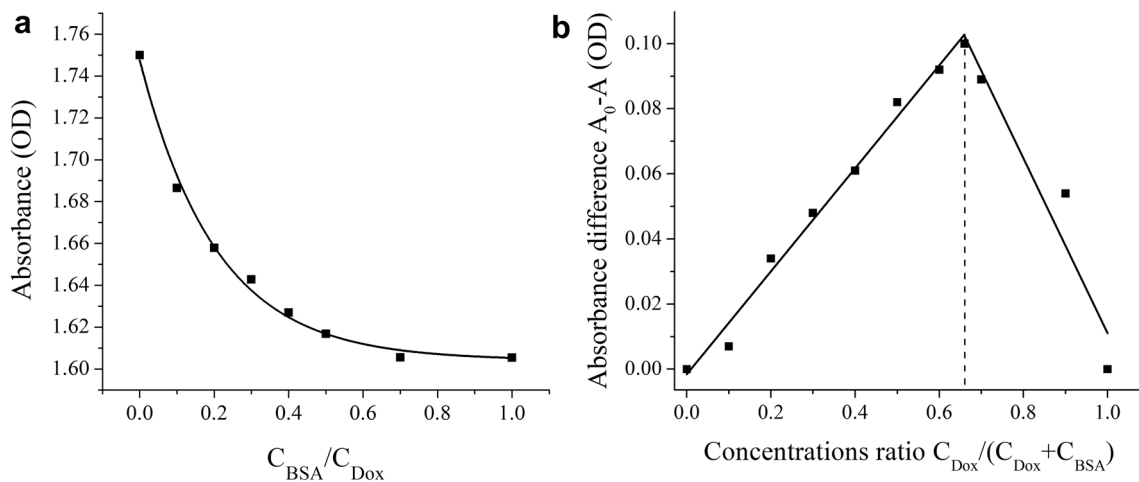 a
1.76
1.74
1.72
1.70
1.68
1.66
1.64
1.62
1.60
0.0 0.2 0.4 0.6 0.8 1.0
Absorbance (OD)
C_BSA/C_Dox
b
0.10
0.08
0.06
0.04
0.02
0.00
0.0 0.2 0.4 0.6 0.8 1.0
Absorbance difference A_0-A (OD)
Concentrations ratio C_Dox/(C_Dox+C_BSA)